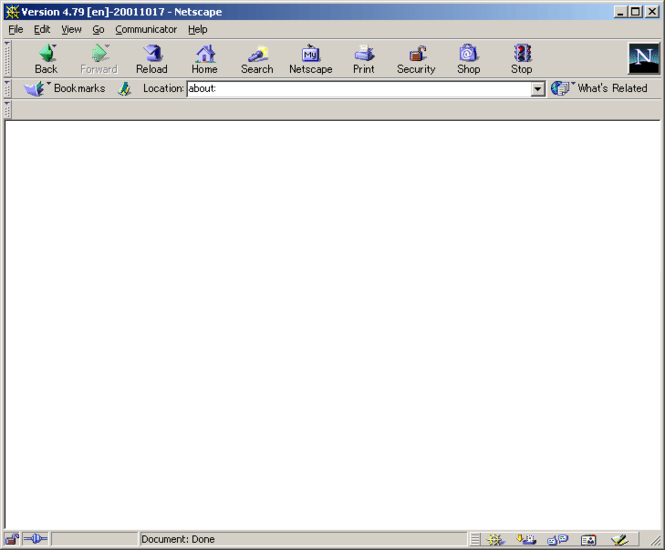 Version 4.79 [en]-20011017 - Netscape
File Edit View Go Communicator Help
My
N
Back Forward Reload Home Search Netscape Print Security Shop Stop
Bookmarks Location: about: What's Related
Document: Done